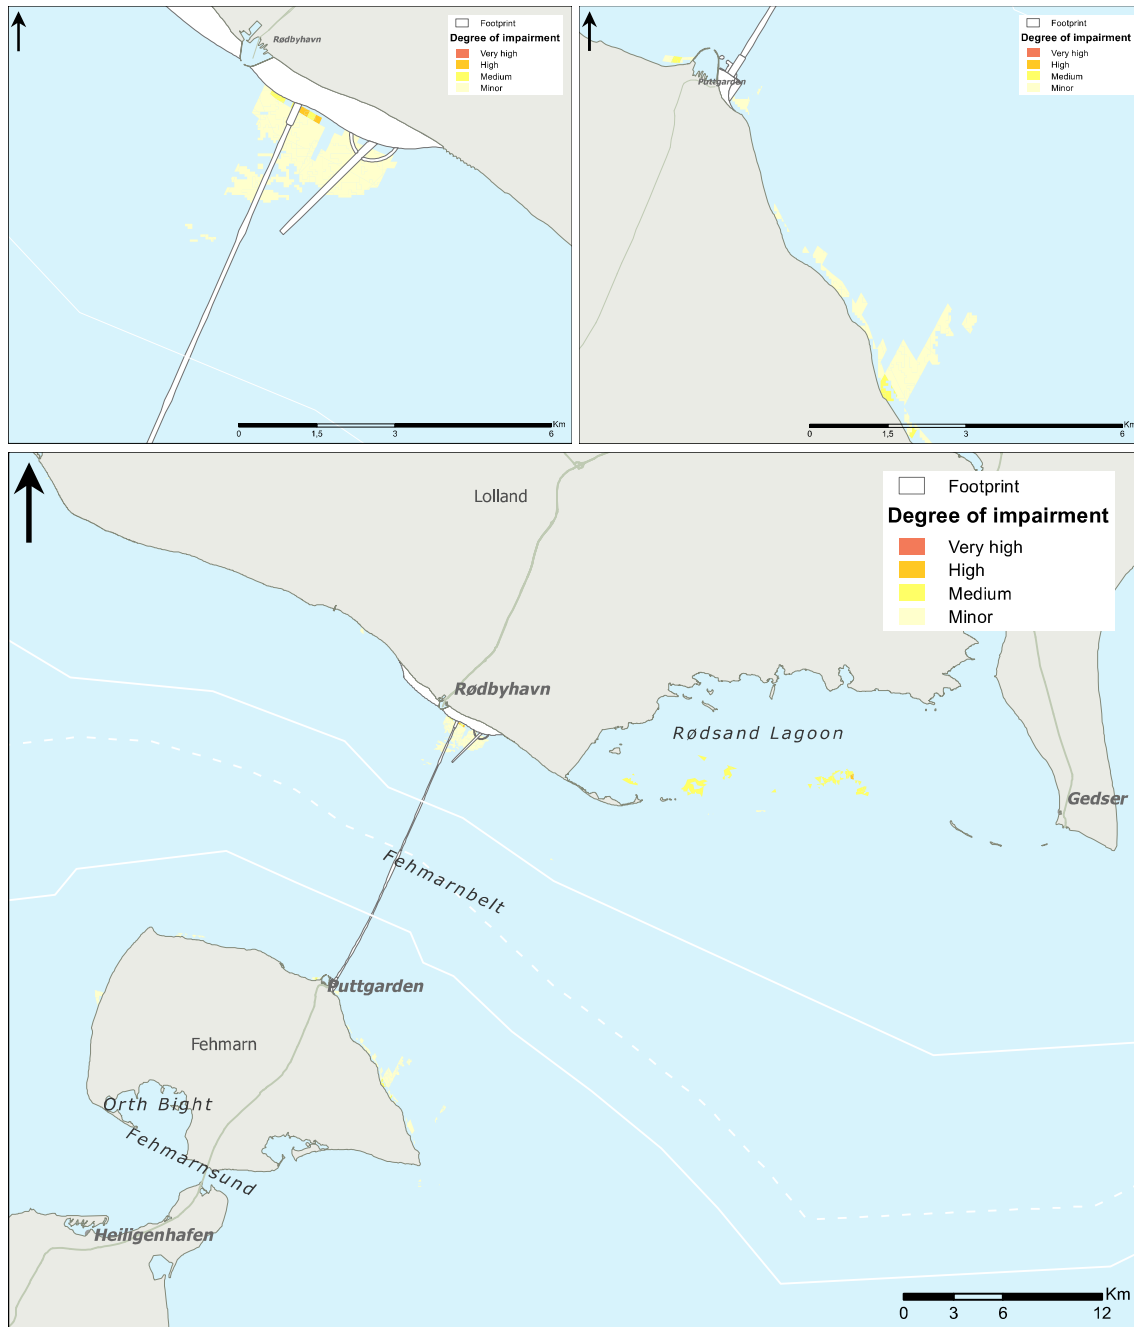 Rødbyhavn
Footprint
Degree of impairment
Very high
High
Medium
Minor
Km
0
1,5
3
6
Puttgarden
Footprint
Degree of impairment
Very high
High
Medium
Minor
Km
0
1,5
3
6
Lolland
Footprint
Degree of impairment
Very high
High
Medium
Minor
Rødbyhavn
Rødsand Lagoon
Gedser
Fehmarnbelt
Puttgarden
Fehmarn
Orth Bight
Fehmarnsund
Heiligenhafen
Km
0
3
6
12